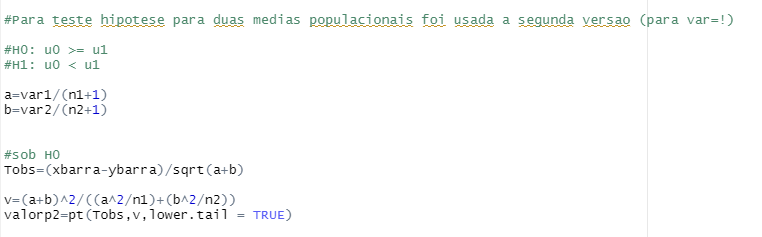 #Para teste hipotese para duas medias populacionais foi usada a segunda versao (para var=!)
#H0: u0 >= u1
#H1: u0 < u1
a=var1/(n1+1)
b=var2/(n2+1)
#sob H0
Tobs=(xbarra-ybarra)/sqrt(a+b)
v=(a+b)^2/((a^2/n1)+(b^2/n2))
valorp2=pt(Tobs,v,lower.tail = TRUE)